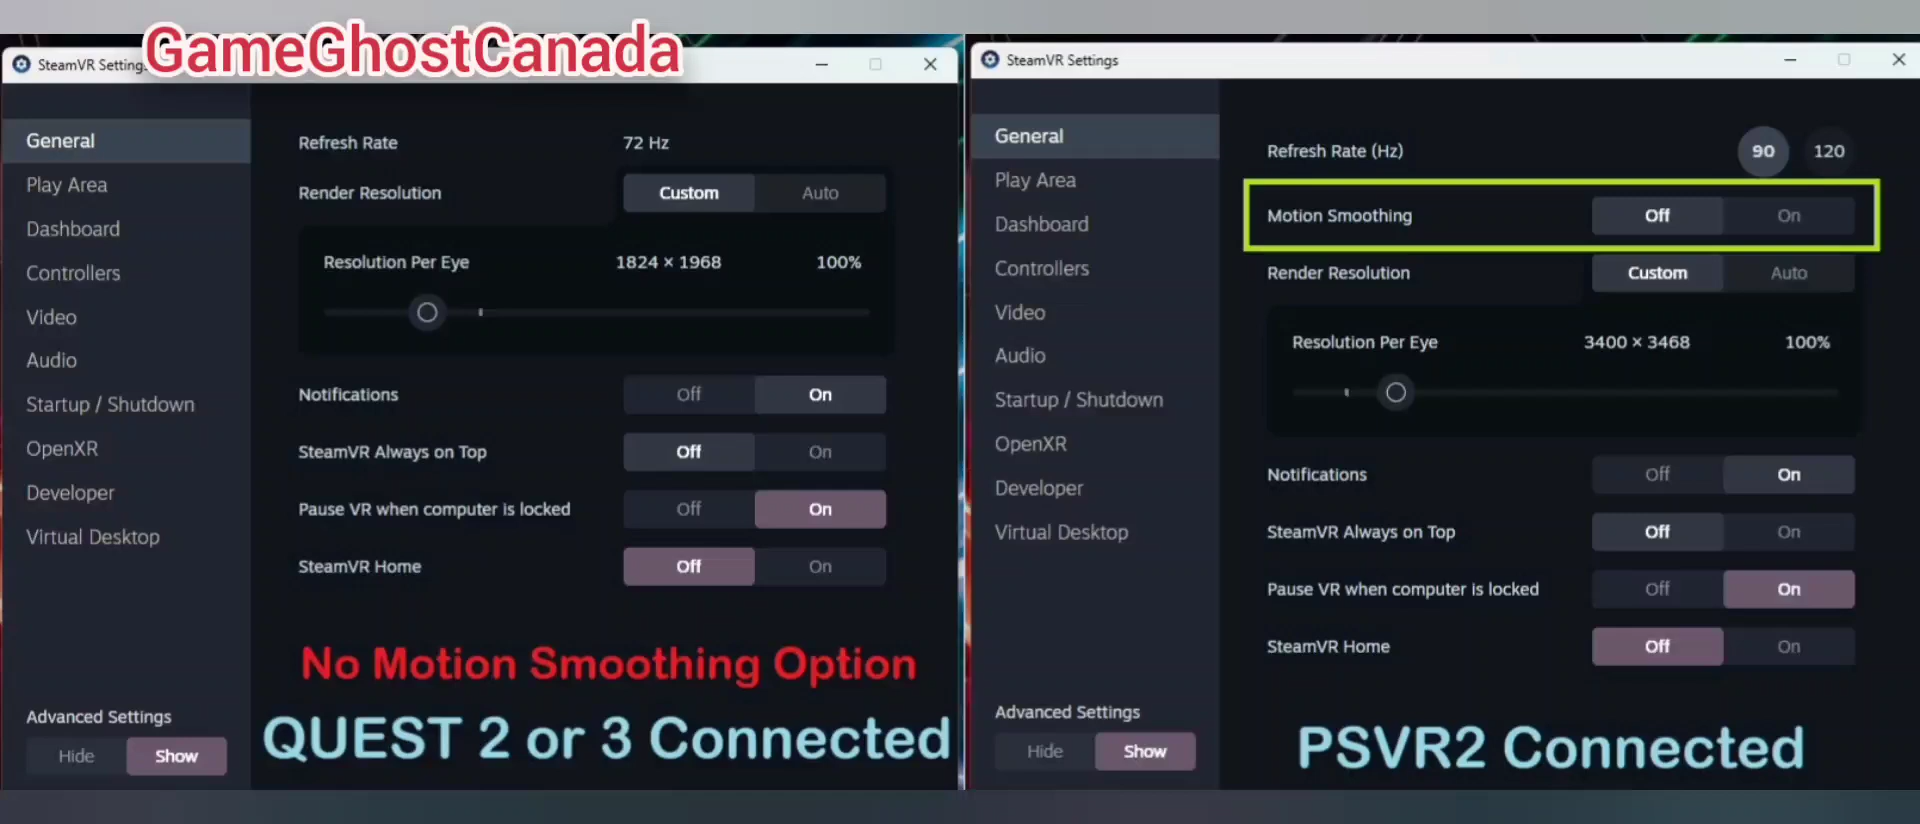 GameGhostCanada
SteamVR Settings
General
Play Area
Dashboard
Controllers
Video
Audio
Startup / Shutdown
OpenXR
Developer
Virtual Desktop
Advanced Settings
Hide Show
Refresh Rate 72 Hz
Render Resolution Custom Auto
Resolution Per Eye 1824 × 1968 100%
Notifications Off On
SteamVR Always on Top Off On
Pause VR when computer is locked Off On
SteamVR Home Off On
No Motion Smoothing Option
QUEST 2 or 3 Connected
SteamVR Settings
General
Play Area
Dashboard
Controllers
Video
Audio
Startup / Shutdown
OpenXR
Developer
Virtual Desktop
Advanced Settings
Hide Show
Refresh Rate (Hz) 90 120
Motion Smoothing Off On
Render Resolution Custom Auto
Resolution Per Eye 3400 × 3468 100%
Notifications Off On
SteamVR Always on Top Off On
Pause VR when computer is locked Off On
SteamVR Home Off On
PSVR2 Connected